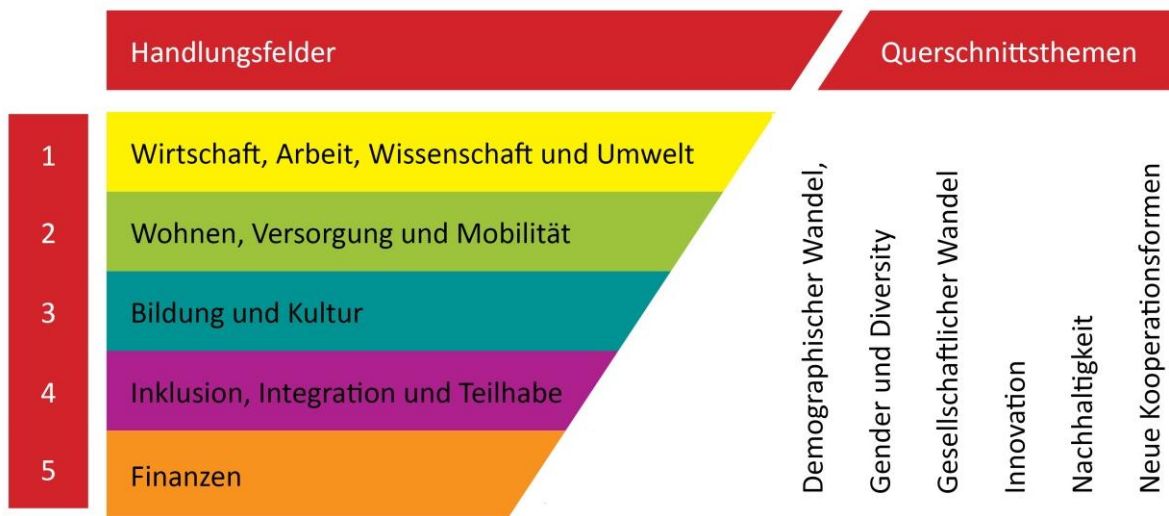 Handlungsfelder
Querschnittsthemen
1
Wirtschaft, Arbeit, Wissenschaft und Umwelt
2
Wohnen, Versorgung und Mobilität
3
Bildung und Kultur
4
Inklusion, Integration und Teilhabe
5
Finanzen
Demographischer Wandel,
Gender und Diversity
Gesellschaftlicher Wandel
Innovation
Nachhaltigkeit
Neue Kooperationsformen